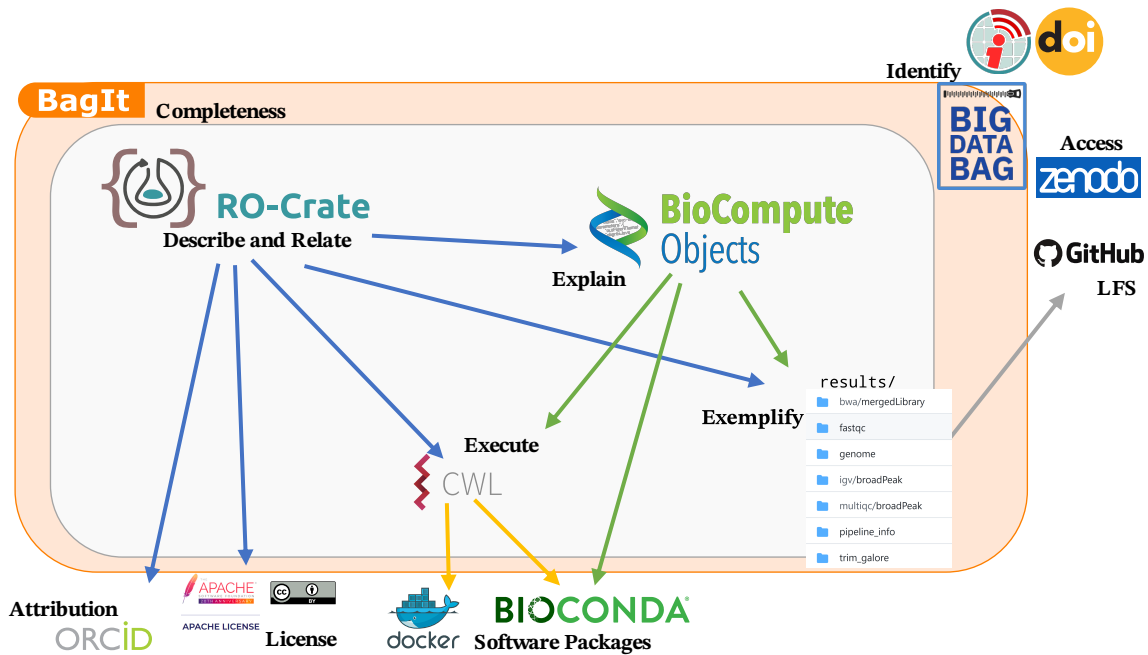 i
doi
Identify
BagIt
Completeness
BIG
DATA
BAG
Access
zenodo
RO-Crate
Describe and Relate
BioCompute
Objects
Explain
GitHub
LFS
results/
bwa/mergedLibrary
fastqc
genome
igv/broadPeak
multiqc/broadPeak
pipeline_info
trim_galore
Exemplify
Execute
CWL
APACHE
cc
BY
APACHE LICENSE
License
Attribution
ORCiD
docker
BIOCONDA
Software Packages